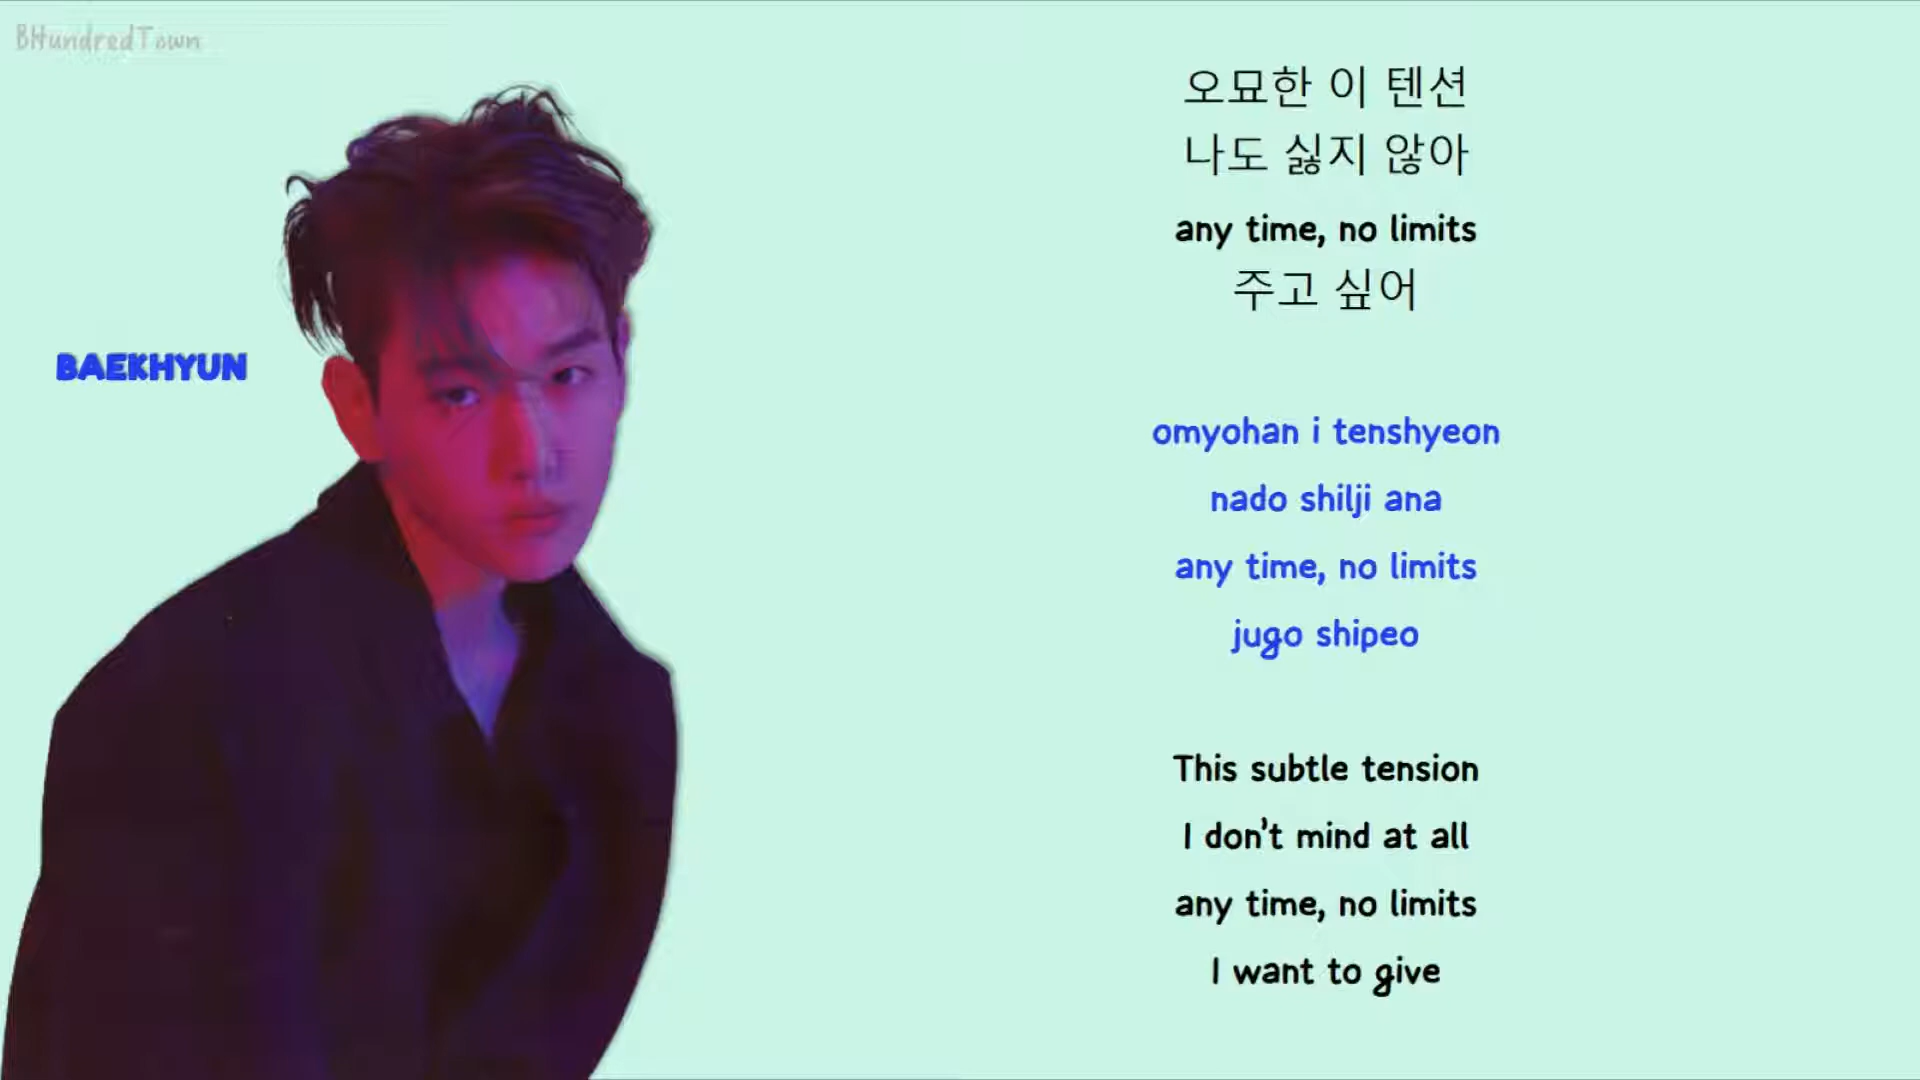 BHundredTown
BAEKHYUN
오묘한 이 텐션
나도 싫지 않아
any time, no limits
주고 싶어
omyohan i tenshyeon
nado shilji ana
any time, no limits
jugo shipeo
This subtle tension
I don't mind at all
any time, no limits
I want to give